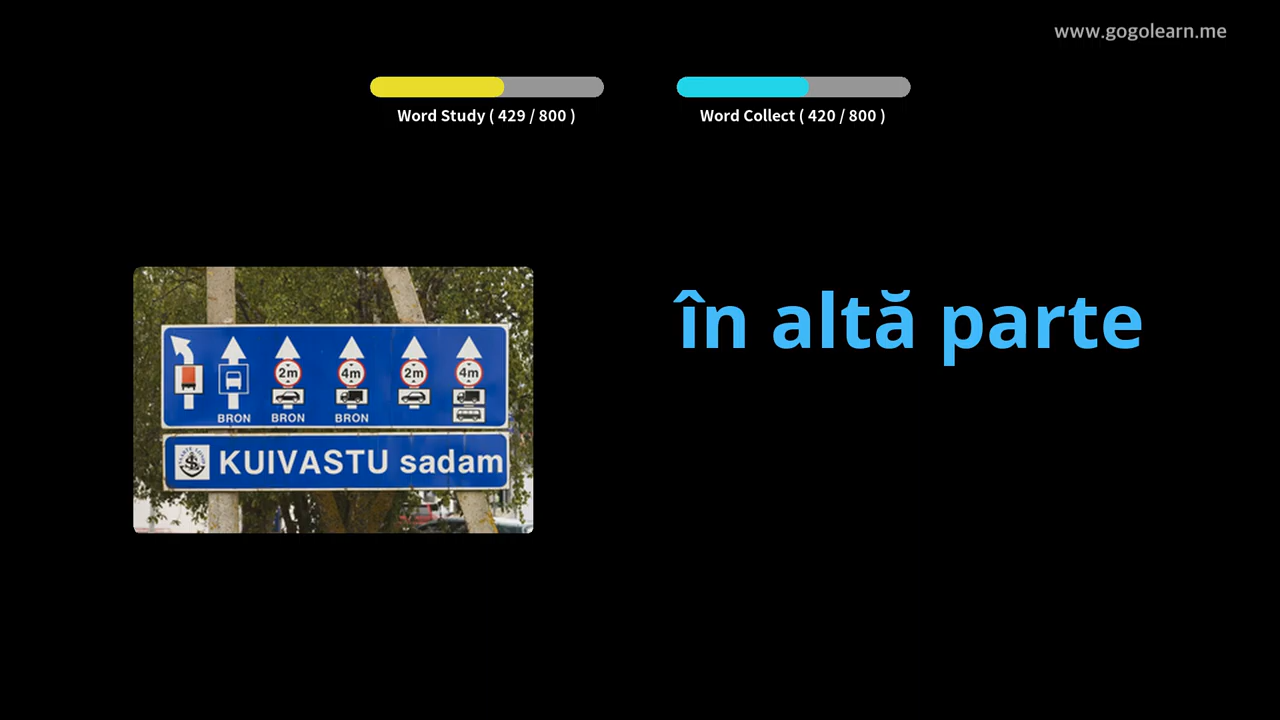 www.gogolearn.me
Word Study ( 429 / 800 )
Word Collect ( 420 / 800 )
în altă parte
2m 4m 2m 4m
BRON BRON BRON
KUIVASTU sadam